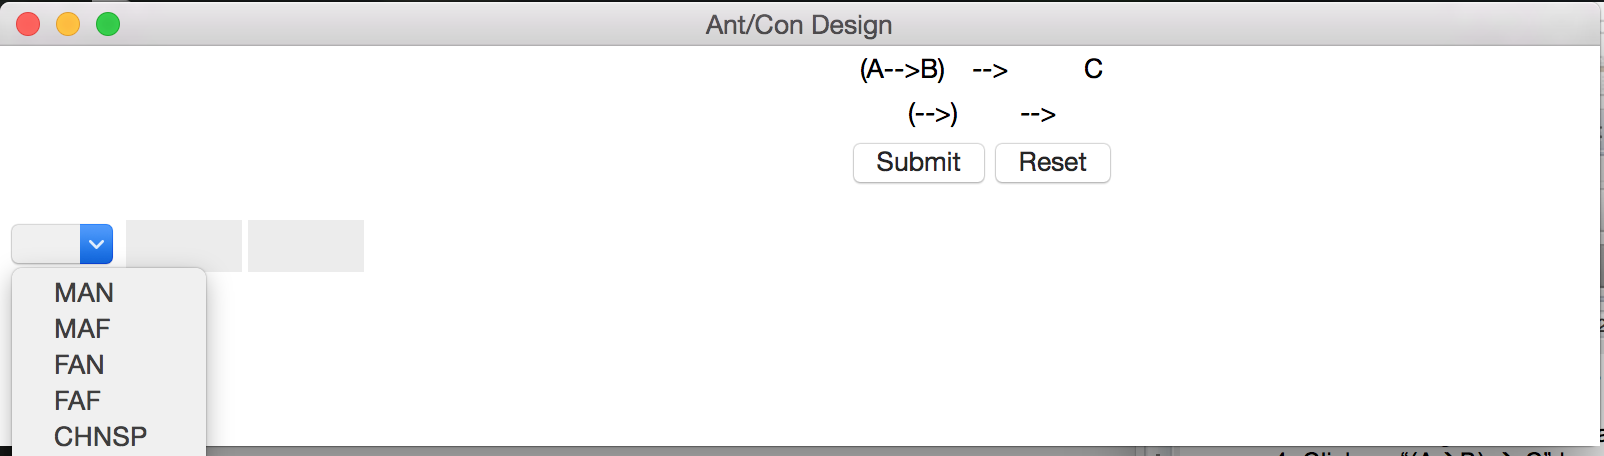 Ant/Con Design
(A-->B) --> C
(-->) -->
Submit Reset
MAN
MAF
FAN
FAF
CHNSP